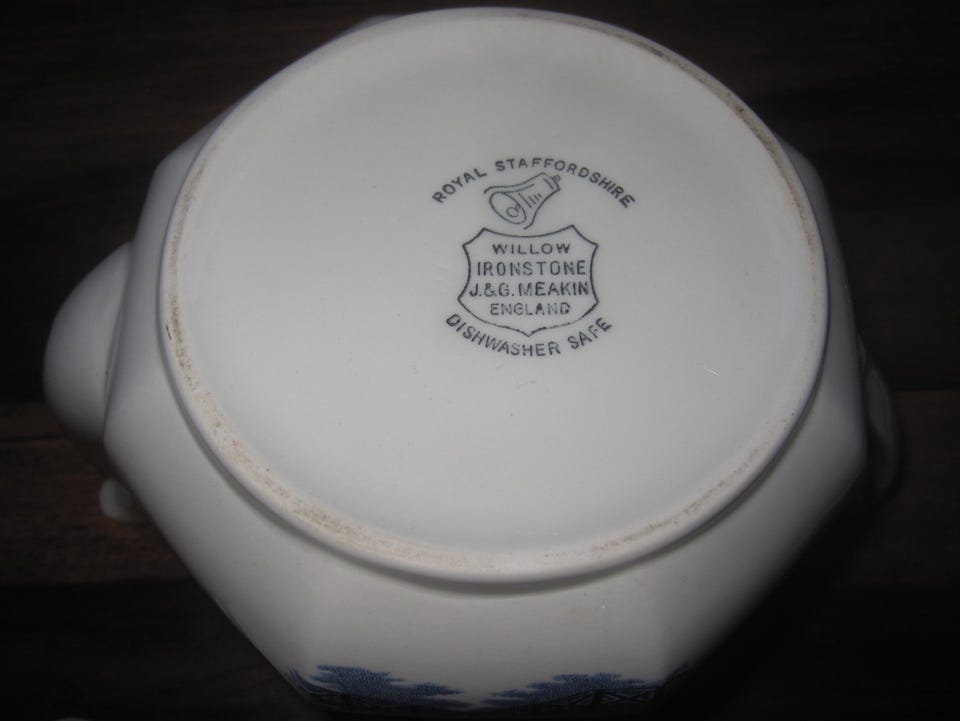 ROYAL STAFFORDSHIRE
WILLOW
IRONSTONE
J.&G. MEAKIN
ENGLAND
DISHWASHER SAFE